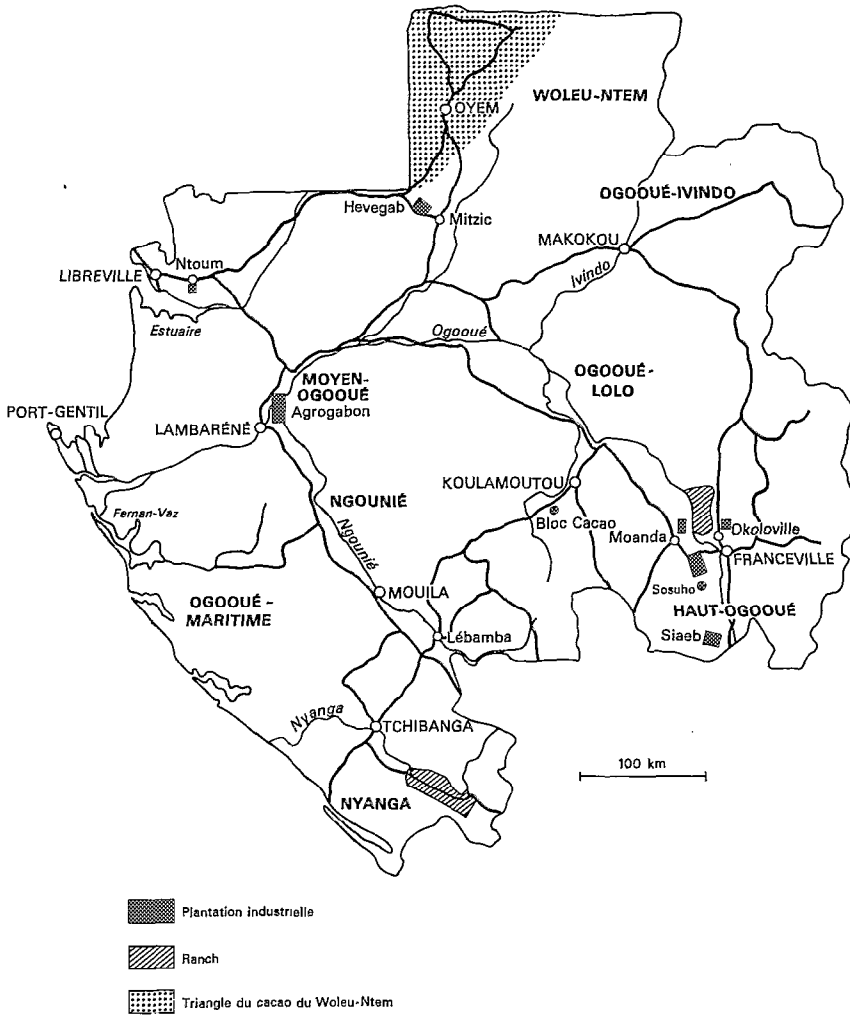 OYEM
WOLEU-NTEM
OGOOUÉ-IVINDO
Hevegab
Mitzic
MAKOKOU
Ivindo
Ntoum
LIBREVILLE
Estuaire
Ogooué
OGOOUÉ-
LOLO
MOYEN-
OGOOUÉ
Agrogabon
PORT-GENTIL
LAMBARÉNÉ
KOULAMOUTOU
NGOUNIÉ
Fernan-Vaz
Bloc Cacao
Moanda
Okoloville
FRANCEVILLE
Ngounié
Sosuho
MOUILA
OGOOUÉ-
MARITIME
HAUT-OGOOUÉ
Siaeb
Lébamba
Nyanga
TCHIBANGA
100 km
NYANGA
Plantation industrielle
Ranch
Triangle du cacao du Woleu-Ntem